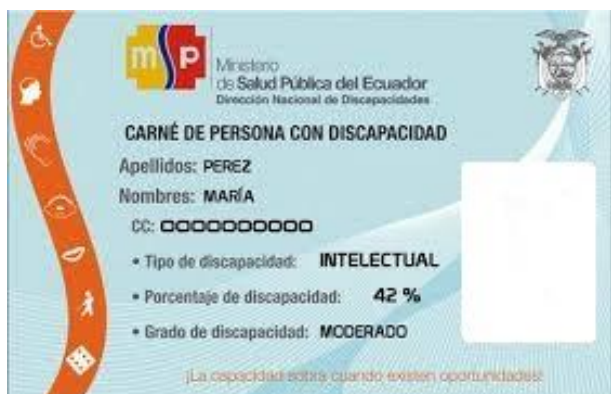 msp
Ministerio
de Salud Pública del Ecuador
Dirección Nacional de Discapacidades
CARNÉ DE PERSONA CON DISCAPACIDAD
Apellidos: PEREZ
Nombres: MARÍA
CC: 0000000000
• Tipo de discapacidad: INTELECTUAL
• Porcentaje de discapacidad: 42 %
• Grado de discapacidad: MODERADO
¡La capacidad sobra cuando existen oportunidades!